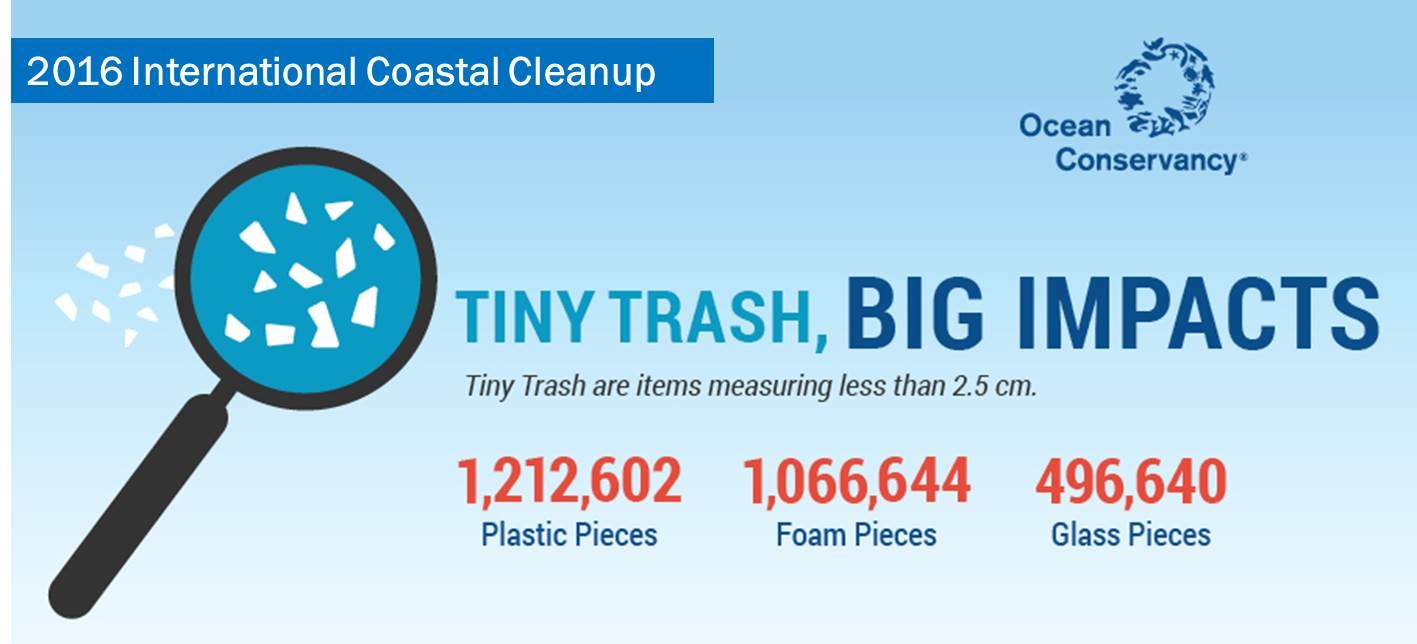 2016 International Coastal Cleanup
Ocean
Conservancy®
TINY TRASH, BIG IMPACTS
Tiny Trash are items measuring less than 2.5 cm.
1,212,602 1,066,644 496,640
Plastic Pieces Foam Pieces Glass Pieces